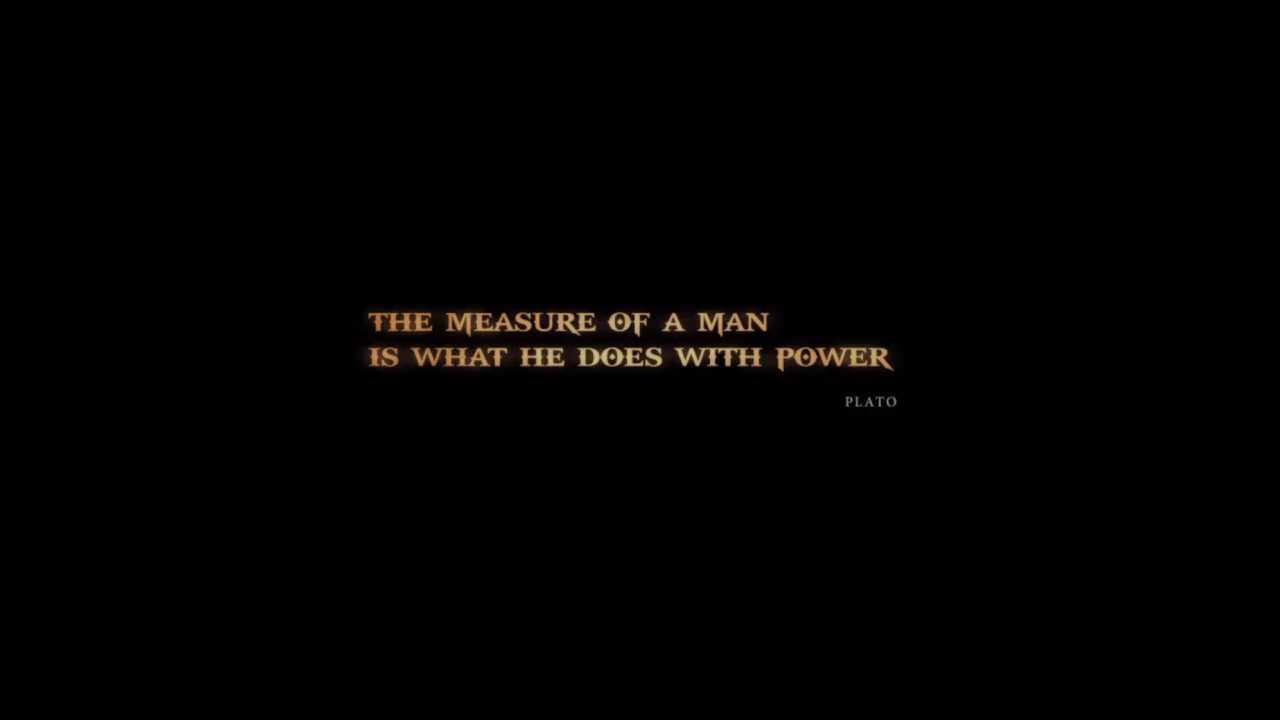 THE MEASURE OF A MAN
IS WHAT HE DOES WITH POWER
PLATO